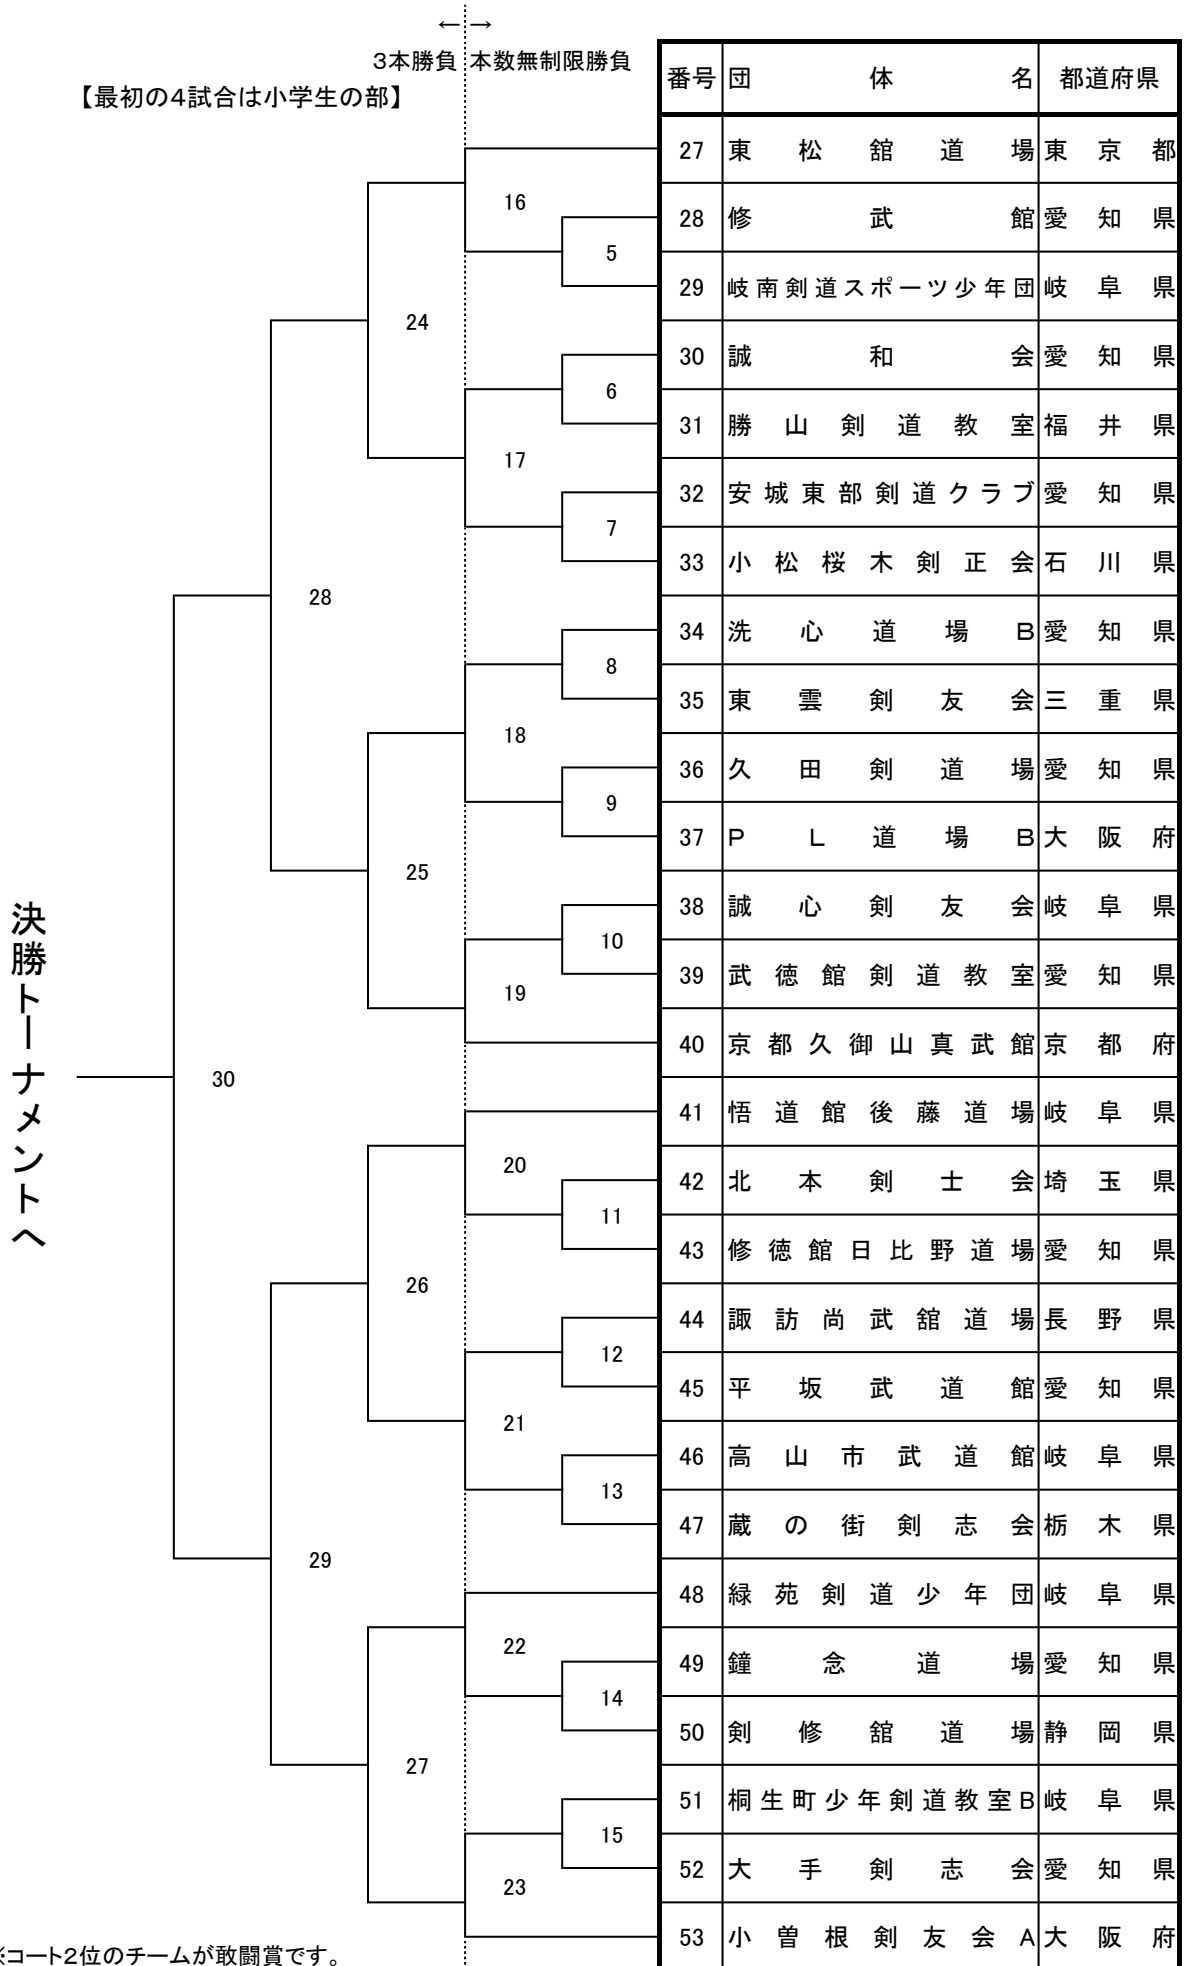 ←→
3本勝負 本数無制限勝負
【最初の4試合は小学生の部】
番号 団体名 都道府県
27 東松舘道場 東京都
28 修武館 愛知県
29 岐南剣道スポーツ少年団 岐阜県
30 誠和会 愛知県
31 勝山剣道教室 福井県
32 安城東部剣道クラブ 愛知県
33 小松桜木剣正会 石川県
34 洗心道場B 愛知県
35 東雲剣友会 三重県
36 久田剣道場 愛知県
37 PL道場B 大阪府
38 誠心剣友会 岐阜県
39 武徳館剣道教室 愛知県
40 京都久御山真武館 京都府
41 悟道館後藤道場 岐阜県
42 北本剣士会 埼玉県
43 修徳館日比野道場 愛知県
44 諏訪尚武舘道場 長野県
45 平坂武道館 愛知県
46 高山市武道館 岐阜県
47 蔵の街剣志会 栃木県
48 緑苑剣道少年団 岐阜県
49 鐘念道場 愛知県
50 剣修舘道場 静岡県
51 桐生町少年剣道教室B 岐阜県
52 大手剣志会 愛知県
53 小曽根剣友会A 大阪府
5
6
7
8
9
10
11
12
13
14
15
16
17
18
19
20
21
22
23
24
25
26
27
28
29
30
決勝トーナメントへ
※コート2位のチームが敢闘賞です。